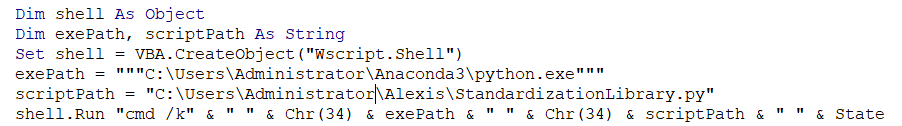 Dim shell As Object
Dim exePath, scriptPath As String
Set shell = VBA.CreateObject("Wscript.Shell")
exePath = """C:\Users\Administrator\Anaconda3\python.exe"""
scriptPath = "C:\Users\Administrator\Alexis\StandardizationLibrary.py"
shell.Run "cmd /k" & " " & Chr(34) & exePath & " " & Chr(34) & scriptPath & " " & State